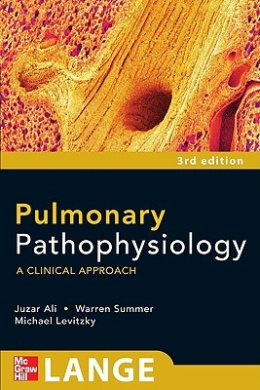 3rd edition
Pulmonary
Pathophysiology
A CLINICAL APPROACH
Juzar Ali • Warren Summer
Michael Levitzky
Mc
Graw
Hill
LANGE